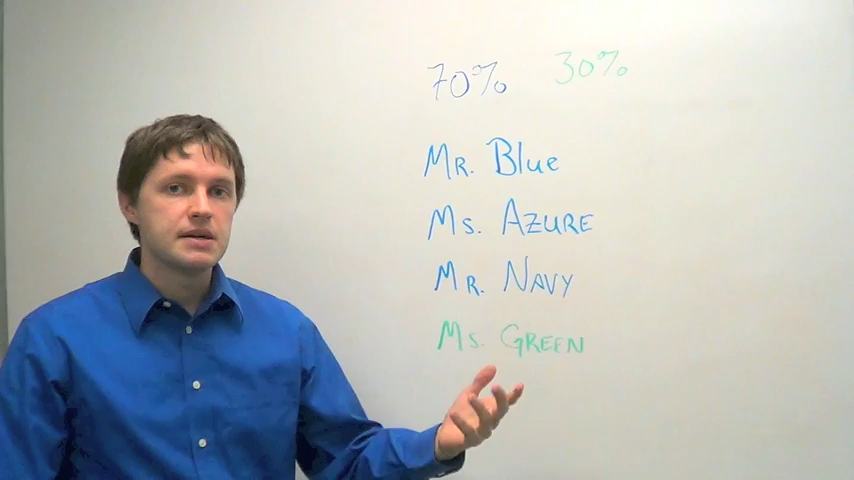 70% 30%
Mr. Blue
Ms. AZURE
MR. NAVY
Ms. GREEN